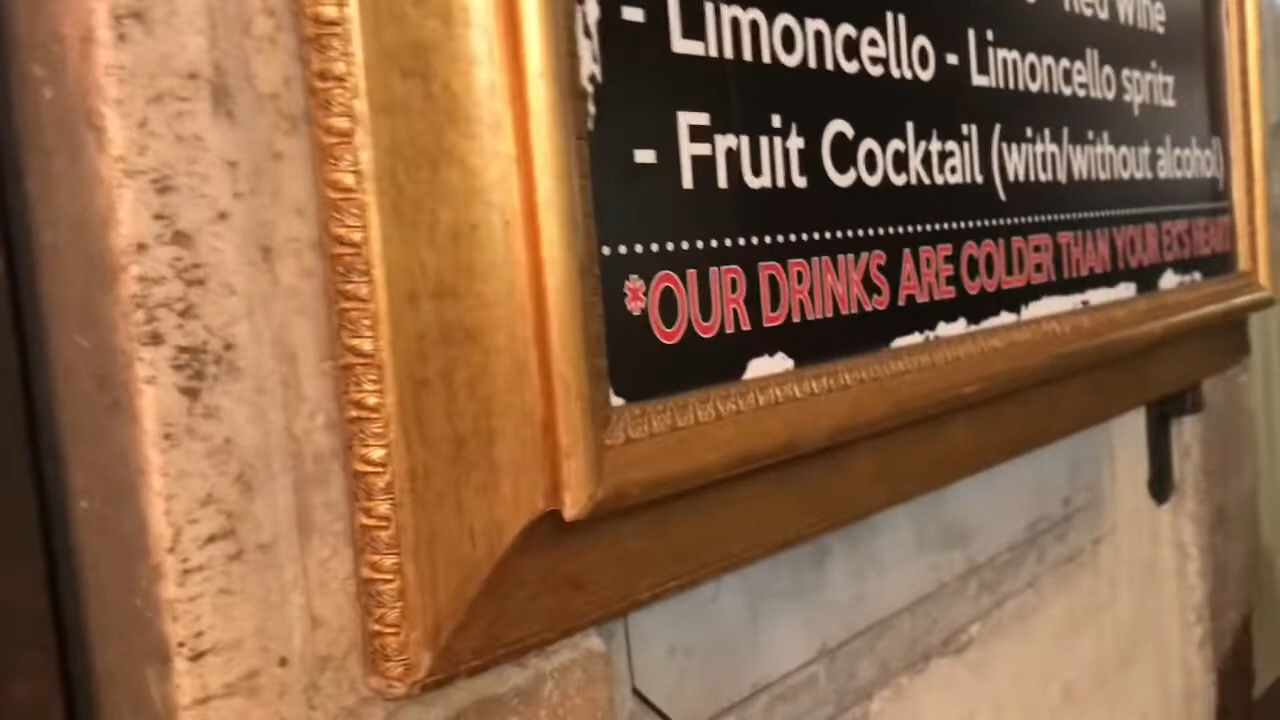 - Red Wine
- Limoncello - Limoncello spritz
- Fruit Cocktail (with/without alcohol)
*OUR DRINKS ARE COLDER THAN YOUR EX'S HEART